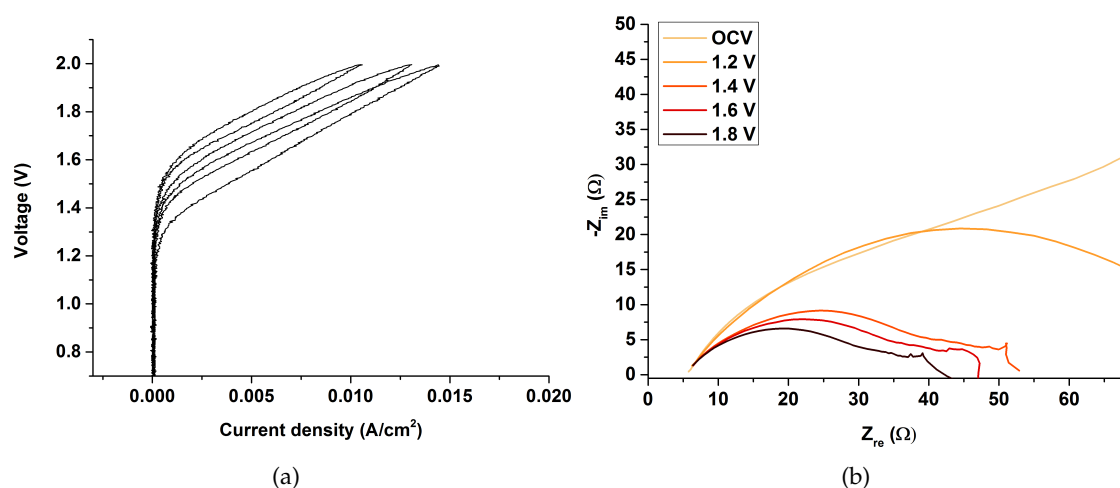 2.0
1.8
1.6
1.4
1.2
1.0
0.8
Voltage (V)
0.000 0.005 0.010 0.015 0.020
Current density (A/cm²)
(a)
50
45
40
35
30
25
20
15
10
5
0
-Z_im (Ω)
OCV
1.2 V
1.4 V
1.6 V
1.8 V
0 10 20 30 40 50 60
Z_re (Ω)
(b)